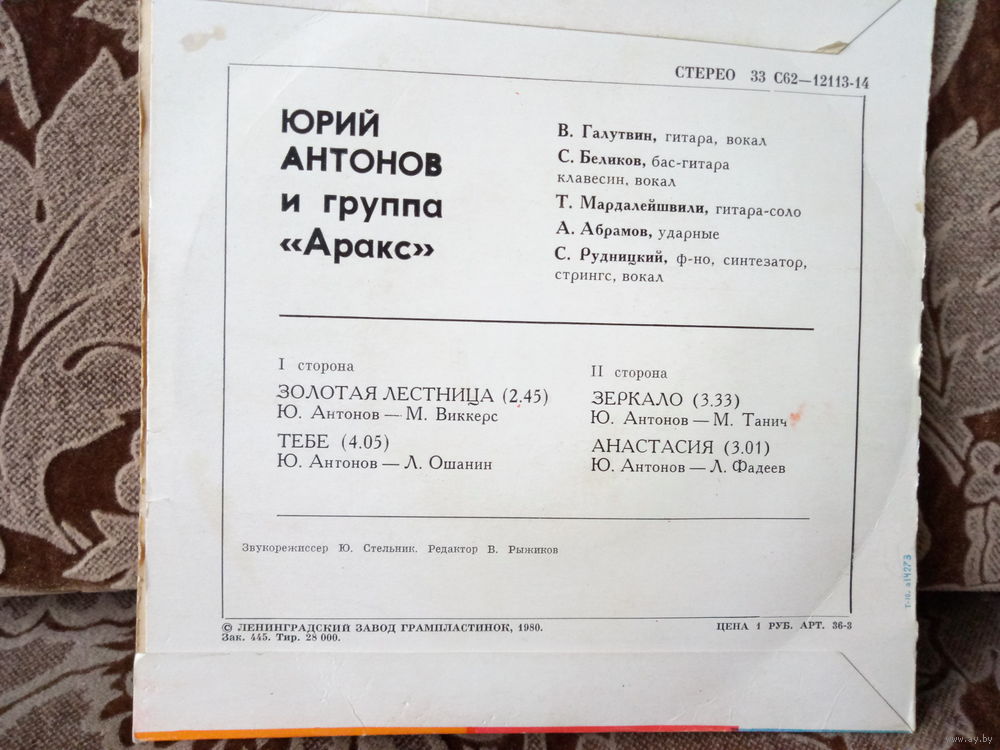 СТЕРЕО 33 С62—12113-14
ЮРИЙ
АНТОНОВ
и группа
«Аракс»
В. Галутвин, гитара, вокал
С. Беликов, бас-гитара
клавесин, вокал
Т. Мардалейшвили, гитара-соло
А. Абрамов, ударные
С. Рудницкий, ф-но, синтезатор,
стрингс, вокал
I сторона
ЗОЛОТАЯ ЛЕСТНИЦА (2.45)
Ю. Антонов — М. Виккерс
ТЕБЕ (4.05)
Ю. Антонов — Л. Ошанин
II сторона
ЗЕРКАЛО (3.33)
Ю. Антонов — М. Танич
АНАСТАСИЯ (3.01)
Ю. Антонов — Л. Фадеев
Звукорежиссер Ю. Стельник. Редактор В. Рыжиков
© ЛЕНИНГРАДСКИЙ ЗАВОД ГРАМПЛАСТИНОК, 1980.
Зак. 445. Тир. 28 000.
ЦЕНА 1 РУБ. АРТ. 36-3
www.ay.by